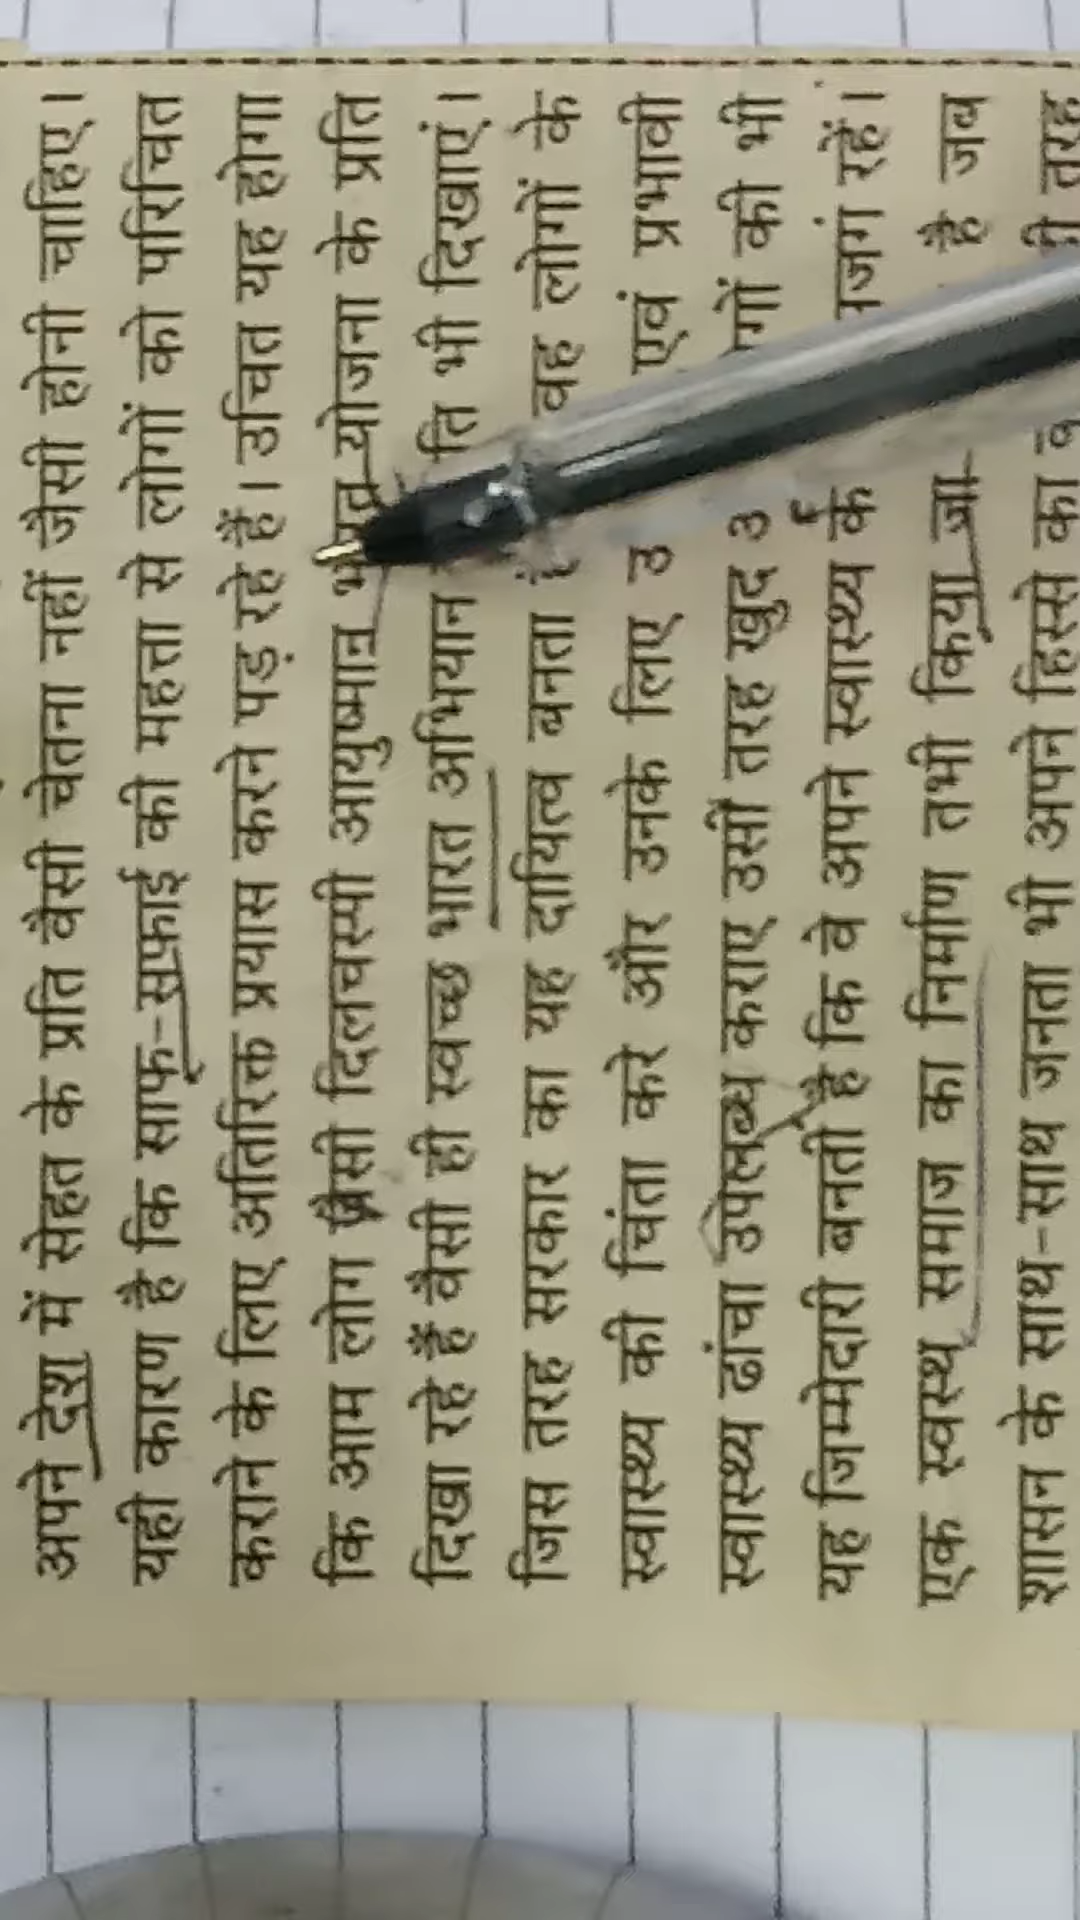 अपने देश में सेहत के प्रति वैसी चेतना नहीं जैसी होनी चाहिए।
यही कारण है कि साफ-सफाई की महत्ता से लोगों को परिचित
कराने के लिए अतिरिक्त प्रयास करने पड़ रहे हैं। उचित यह होगा
कि आम लोग जैसी दिलचस्पी आयुष्मान योजना के प्रति
दिखा रहे हैं वैसी ही स्वच्छ भारत अभियान ति भी दिखाएं।
जिस तरह सरकार का यह दायित्व बनता वह लोगों के
स्वास्थ्य की चिंता करे और उनके लिए एवं प्रभावी
स्वास्थ्य ढांचा उपलब्ध कराए उसी तरह खुद की भी
यह जिम्मेदारी बनती है कि वे अपने स्वास्थ्य के रहें।
एक स्वस्थ समाज का निर्माण तभी किया जा है जब
शासन के साथ-साथ जनता भी अपने हिस्से का तरह